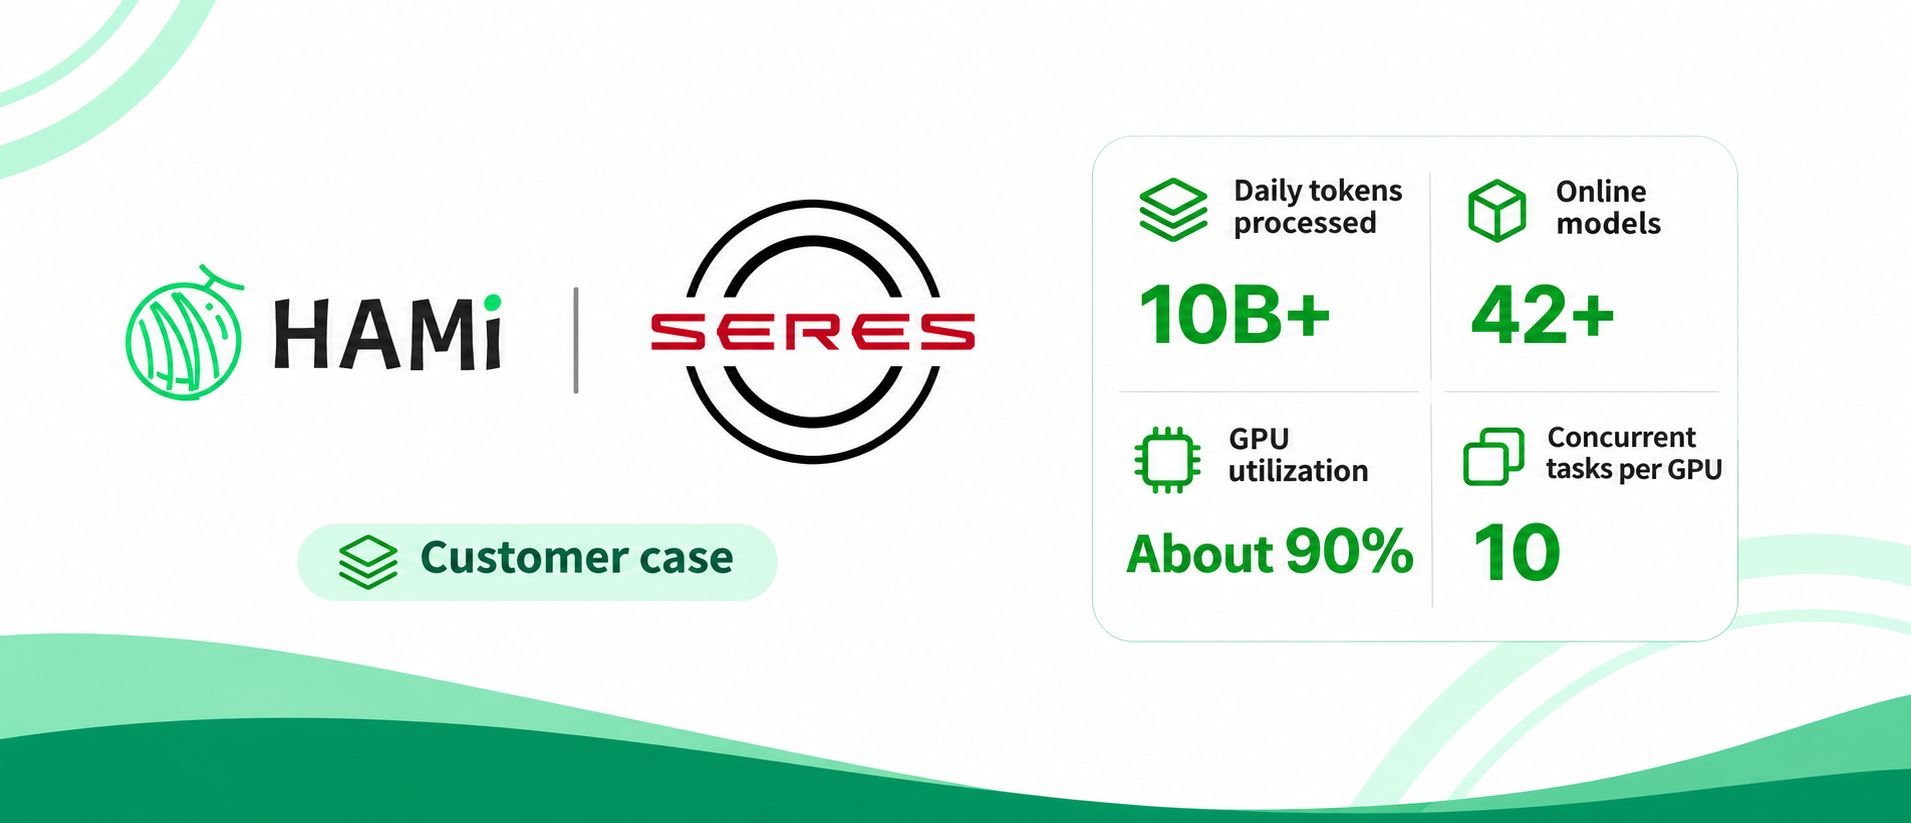 HAMi
SERES
Customer case
Daily tokens
processed
10B+
Online
models
42+
GPU
utilization
About 90%
Concurrent
tasks per GPU
10